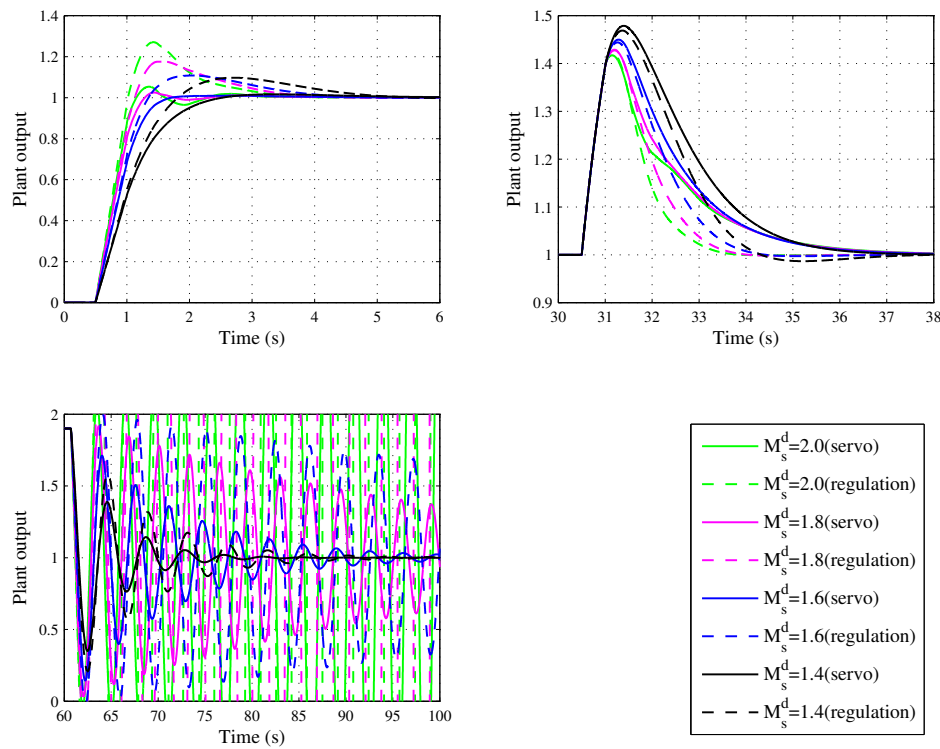 1.4
1.2
1
0.8
0.6
0.4
0.2
0
0 1 2 3 4 5 6
Time (s)
Plant output
1.5
1.4
1.3
1.2
1.1
1
0.9
30 31 32 33 34 35 36 37 38
Time (s)
Plant output
2
1.5
1
0.5
0
60 65 70 75 80 85 90 95 100
Time (s)
Plant output
M_s^d=2.0(servo)
M_s^d=2.0(regulation)
M_s^d=1.8(servo)
M_s^d=1.8(regulation)
M_s^d=1.6(servo)
M_s^d=1.6(regulation)
M_s^d=1.4(servo)
M_s^d=1.4(regulation)